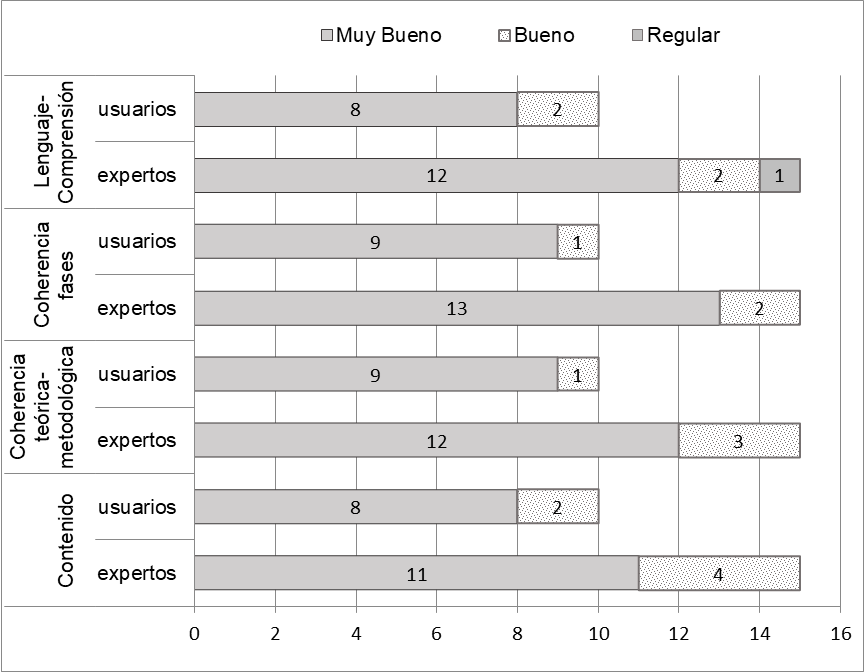 Muy Bueno Bueno Regular
Lenguaje-
Comprensión
usuarios 8 2
expertos 12 2 1
Coherencia
fases
usuarios 9 1
expertos 13 2
Coherencia
teórica-
metodológica
usuarios 9 1
expertos 12 3
Contenido
usuarios 8 2
expertos 11 4
0 2 4 6 8 10 12 14 16